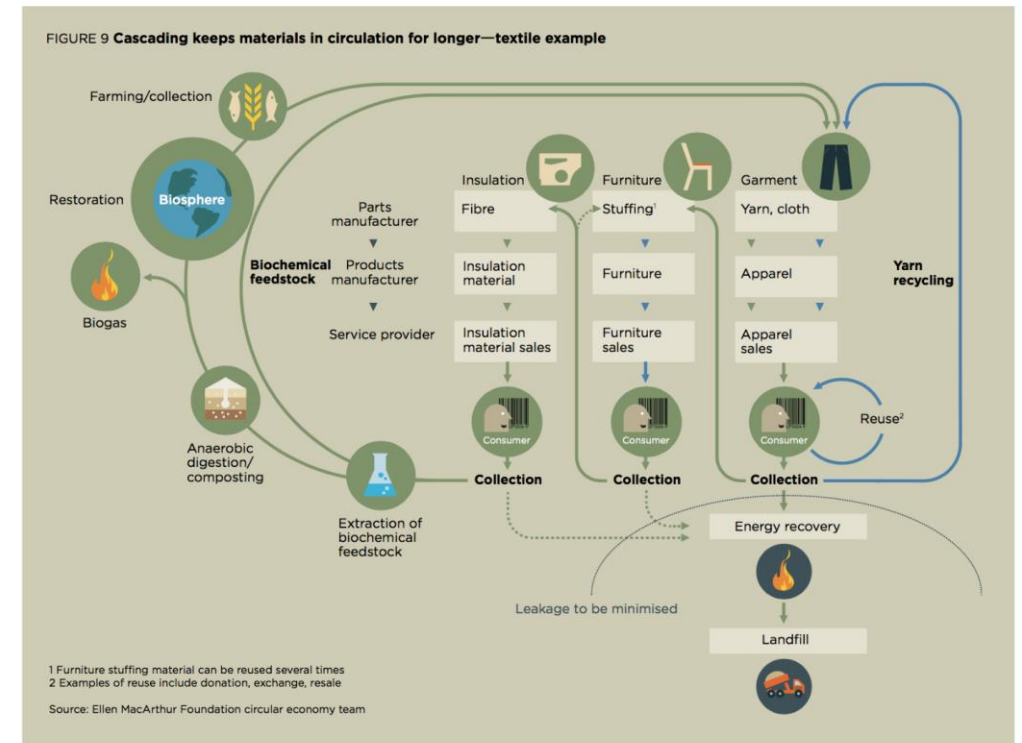 FIGURE 9 Cascading keeps materials in circulation for longer—textile example
Farming/collection
Restoration
Biosphere
Biogas
Anaerobic
digestion/
composting
Extraction of
biochemical
feedstock
Biochemical
feedstock
Parts
manufacturer
Products
manufacturer
Service provider
Insulation
Fibre
Insulation
material
Insulation
material sales
Consumer
Collection
Furniture
Stuffing¹
Furniture
Furniture
sales
Consumer
Collection
Garment
Yarn, cloth
Apparel
Apparel
sales
Consumer
Collection
Reuse²
Yarn
recycling
Energy recovery
Leakage to be minimised
Landfill
1 Furniture stuffing material can be reused several times
2 Examples of reuse include donation, exchange, resale
Source: Ellen MacArthur Foundation circular economy team